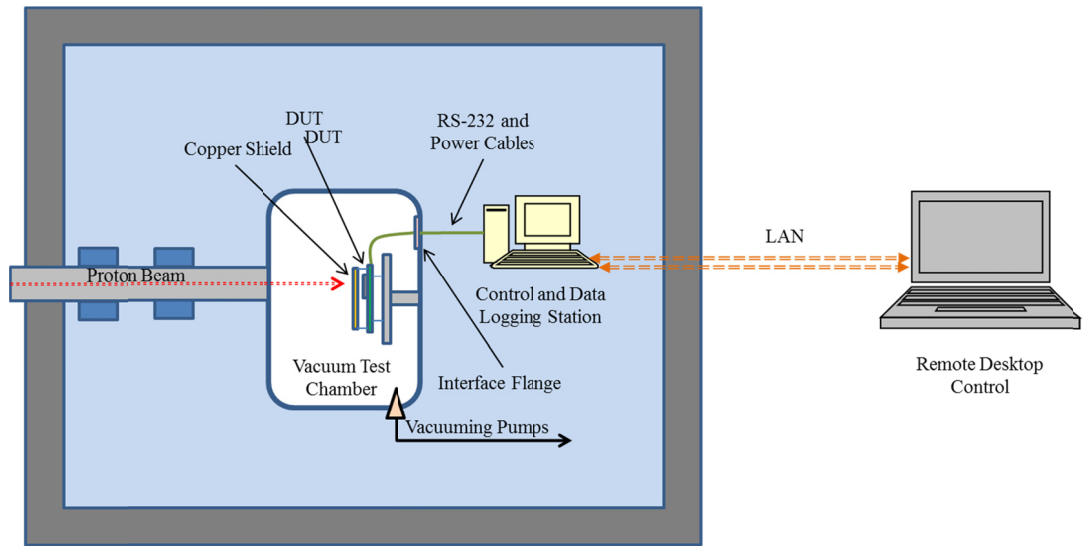 DUT
DUT
Copper Shield
RS-232 and
Power Cables
Proton Beam
LAN
Control and Data
Logging Station
Vacuum Test
Chamber
Interface Flange
Remote Desktop
Control
Vacuuming Pumps